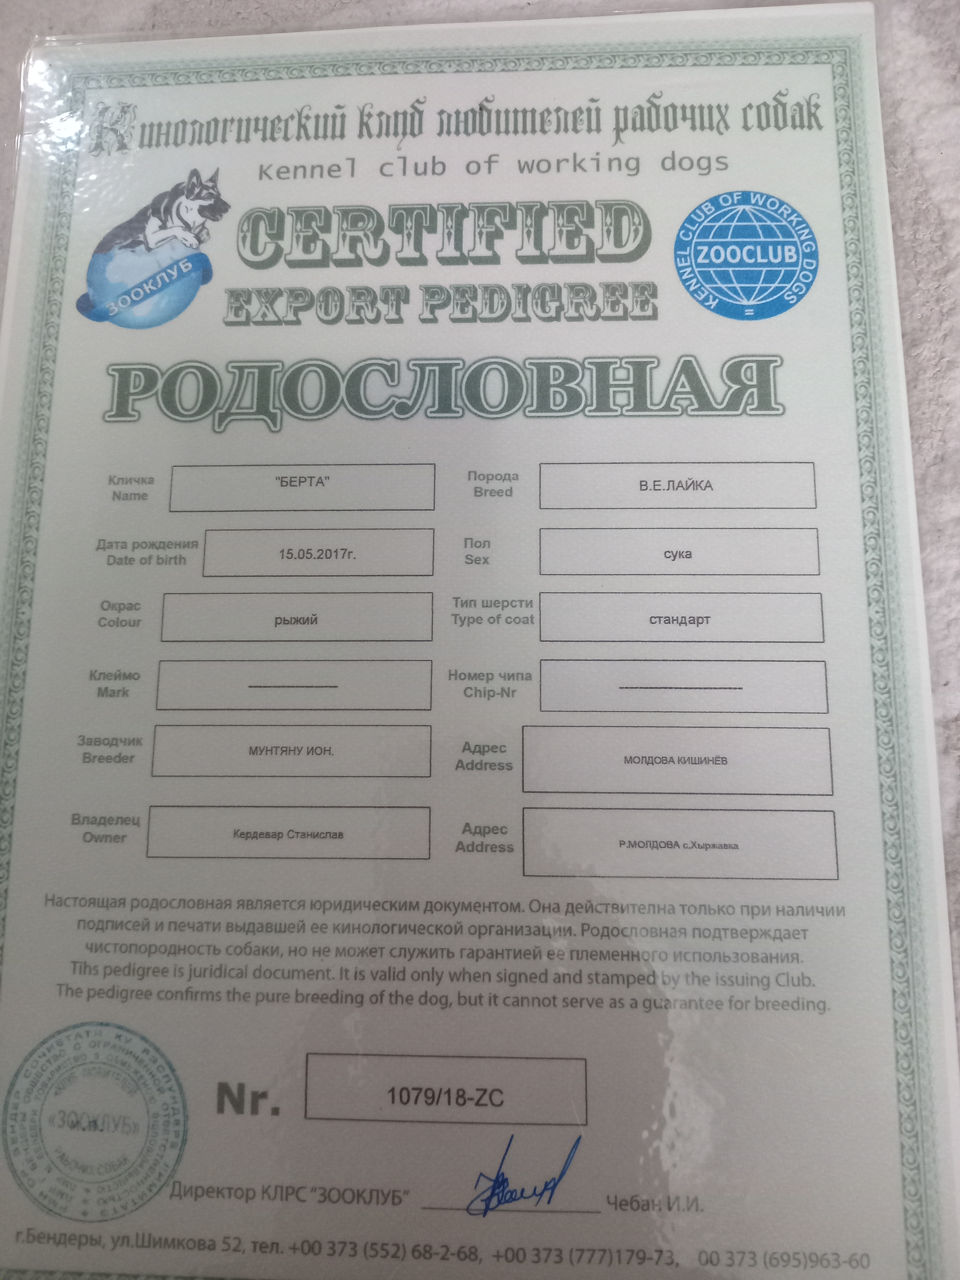 Кинологический клуб любителей рабочих собак
Kennel club of working dogs
CERTIFIED
EXPORT PEDIGREE
ЗООКЛУБ
KENNEL CLUB OF WORKING DOGS
ZOOCLUB
РОДОСЛОВНАЯ
Кличка "БЕРТА" Порода В.Е.ЛАЙКА
Name Breed
Дата рождения 15.05.2017г. Пол сука
Date of birth Sex
Окрас рыжий Тип шерсти стандарт
Colour Type of coat
Клеймо Номер чипа
Mark Chip-Nr
Заводчик МУНТЯНУ ИОН. Адрес МОЛДОВА КИШИНЁВ
Breeder Address
Владелец Кердевар Станислав Адрес Р.МОЛДОВА с.Хыржавка
Owner Address
Настоящая родословная является юридическим документом. Она действителна только при наличии
подписей и печати выдавшей ее кинологической организации. Родословная подтверждает
чистопородность собаки, но не может служить гарантией ее племенного использования.
Tihs pedigree is juridical document. It is valid only when signed and stamped by the issuing Club.
The pedigree confirms the pure breeding of the dog, but it cannot serve as a guarantee for breeding.
«ЗООКЛУБ»
Nr. 1079/18-ZC
Директор КЛРС "ЗООКЛУБ" Чебан И.И.
г.Бендеры, ул.Шимкова 52, тел. +00 373 (552) 68-2-68, +00 373 (777)179-73, 00 373 (695)963-60